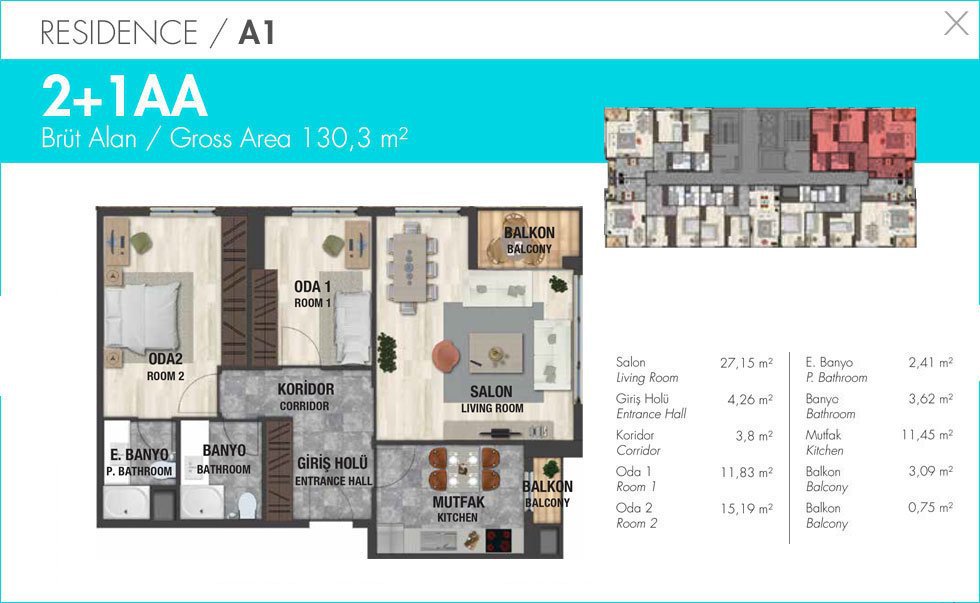 RESIDENCE / A1
2+1AA
Brüt Alan / Gross Area 130,3 m²
BALKON
BALCONY
ODA 1
ROOM 1
ODA2
ROOM 2
SALON
LIVING ROOM
KORİDOR
CORRIDOR
E. BANYO
P. BATHROOM
BANYO
BATHROOM
GİRİŞ HOLÜ
ENTRANCE HALL
MUTFAK
KITCHEN
BALKON
BALCONY
Salon 27,15 m²
Living Room
Giriş Holü 4,26 m²
Entrance Hall
Koridor 3,8 m²
Corridor
Oda 1 11,83 m²
Room 1
Oda 2 15,19 m²
Room 2
E. Banyo 2,41 m²
P. Bathroom
Banyo 3,62 m²
Bathroom
Mutfak 11,45 m²
Kitchen
Balkon 3,09 m²
Balcony
Balkon 0,75 m²
Balcony